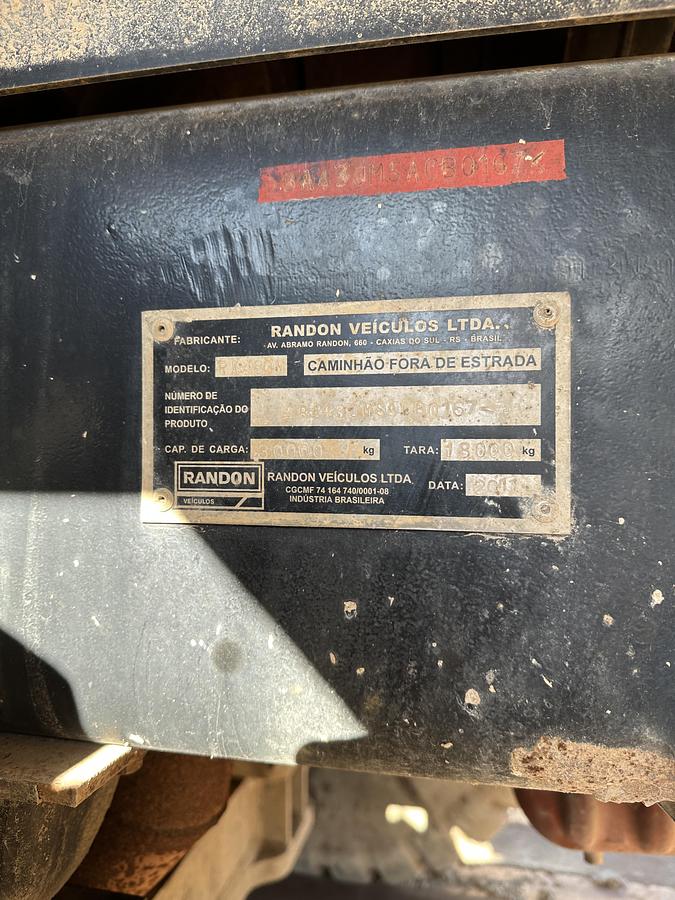 FABRICANTE: RANDON VEÍCULOS LTDA.
AV. ABRAMO RANDON, 660 - CAXIAS DO SUL - RS - BRASIL
MODELO: CAMINHÃO FORA DE ESTRADA
NÚMERO DE
IDENTIFICAÇÃO DO
PRODUTO
CAP. DE CARGA: 30000 kg TARA: 18000 kg
RANDON
VEÍCULOS
RANDON VEÍCULOS LTDA
CGCMF 74 164 740/0001-08
INDÚSTRIA BRASILEIRA
DATA: 2011